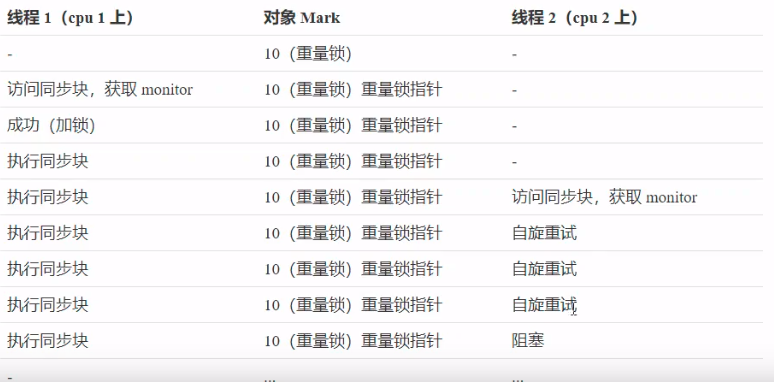 线程 1（cpu 1 上） 对象 Mark 线程 2（cpu 2 上）
- 10（重量锁） -
访问同步块，获取 monitor 10（重量锁）重量锁指针 -
成功（加锁） 10（重量锁）重量锁指针 -
执行同步块 10（重量锁）重量锁指针 -
执行同步块 10（重量锁）重量锁指针 访问同步块，获取 monitor
执行同步块 10（重量锁）重量锁指针 自旋重试
执行同步块 10（重量锁）重量锁指针 自旋重试
执行同步块 10（重量锁）重量锁指针 自旋重试
执行同步块 10（重量锁）重量锁指针 阻塞
- ... ...